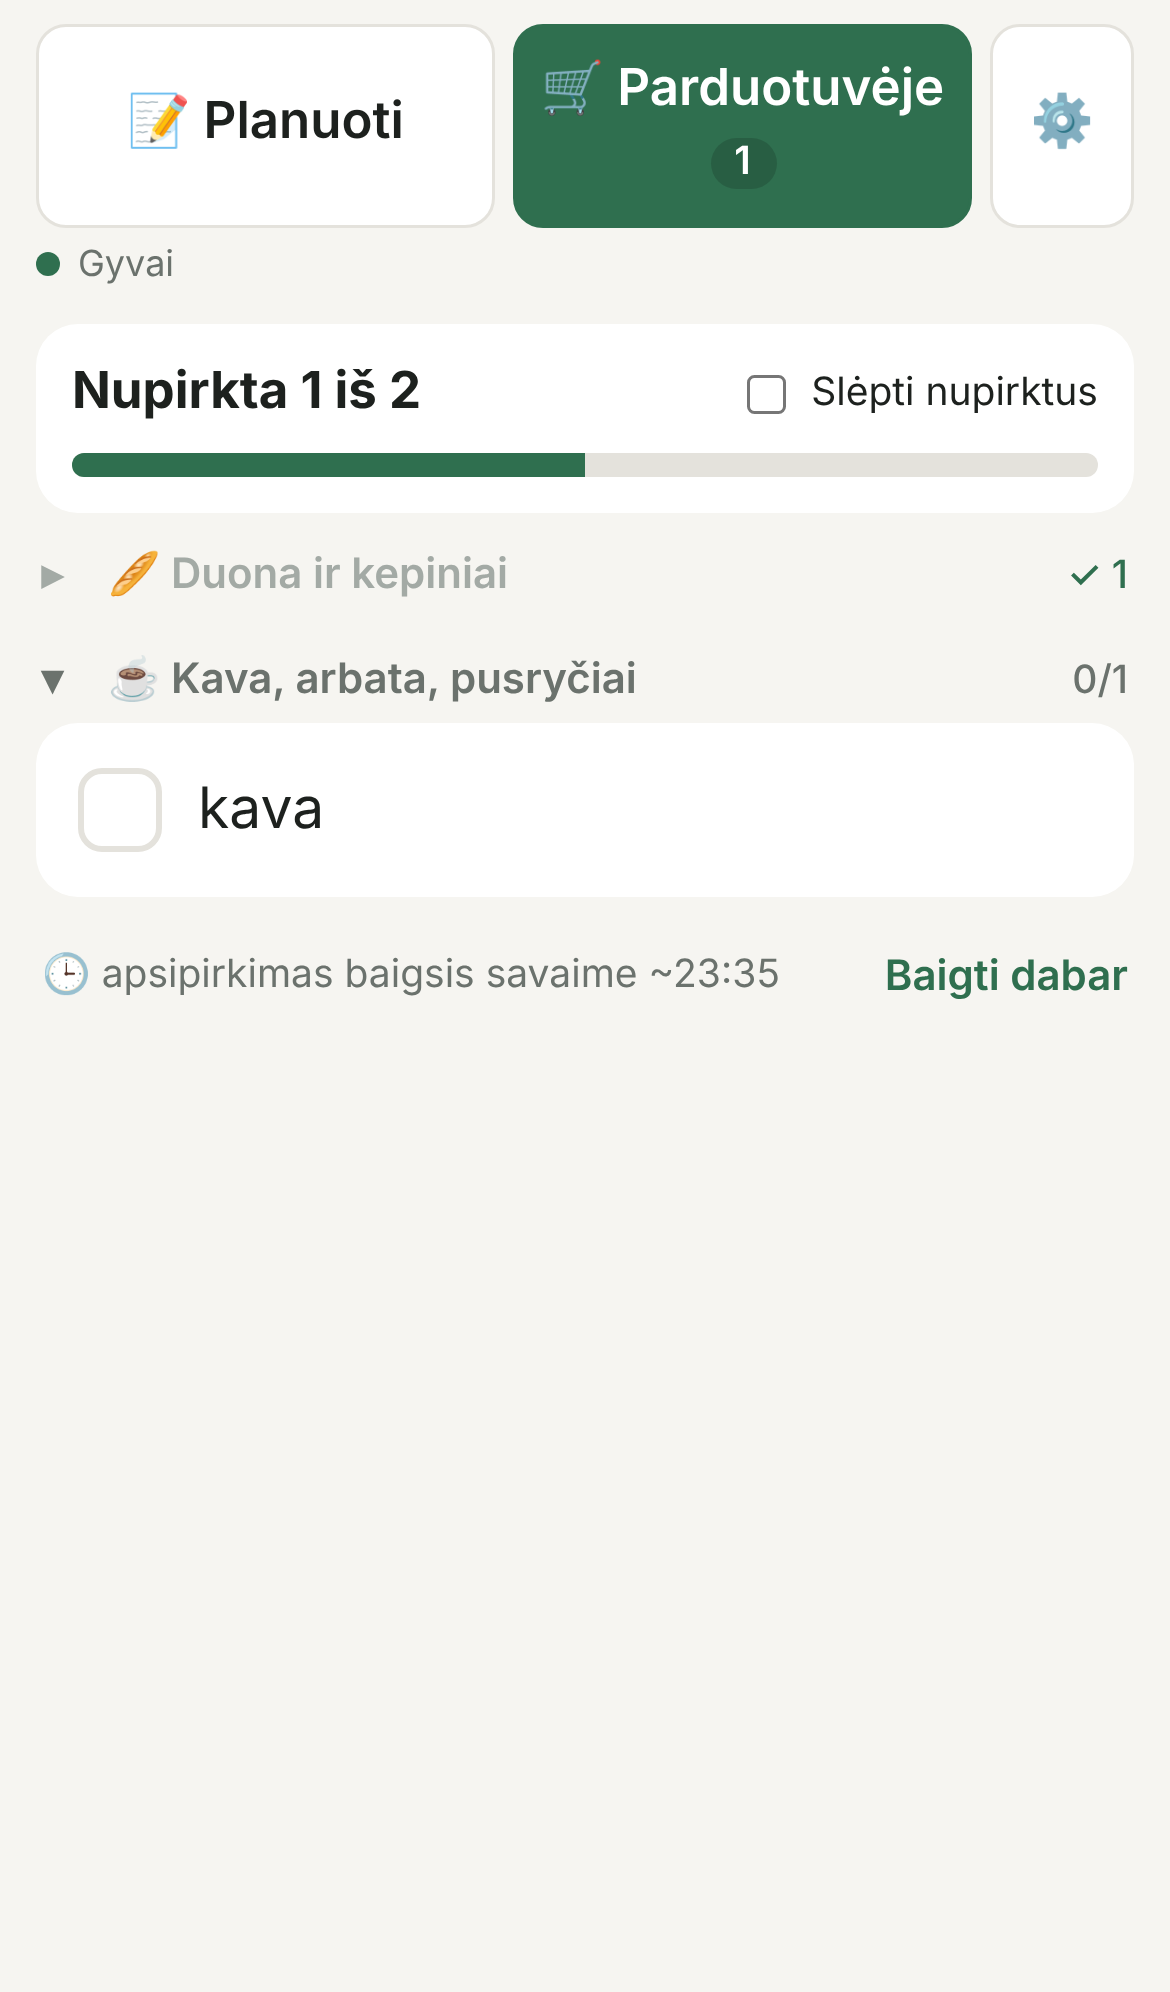 📝 Planuoti
🛒 Parduotuvėje
1
⚙️
Gyvai
Nupirkta 1 iš 2
Slėpti nupirktus
▶ 🥖 Duona ir kepiniai ✓ 1
▼ ☕ Kava, arbata, pusryčiai 0/1
kava
🕒 apsipirkimas baigsis savaime ~23:35
Baigti dabar